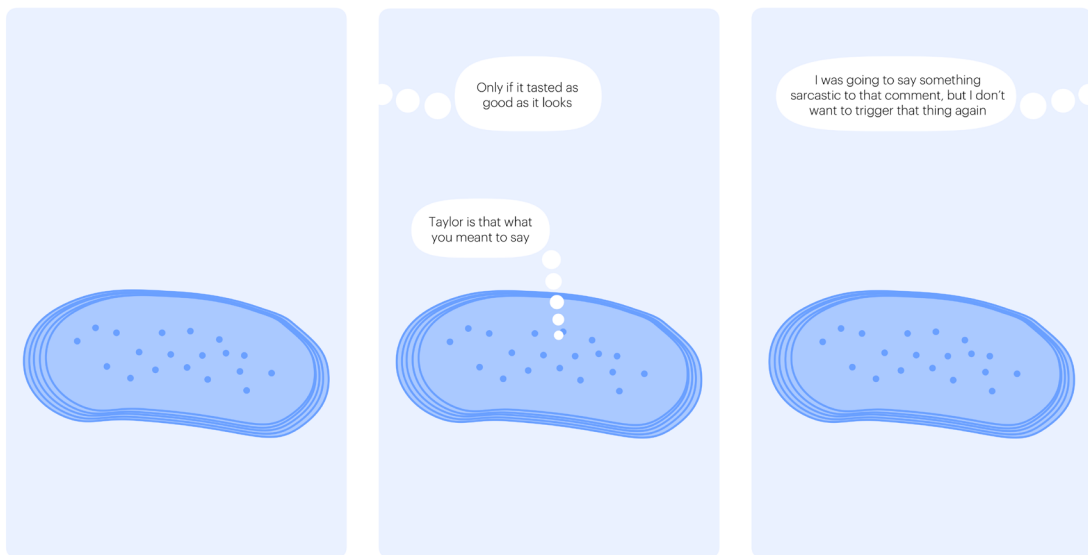 Only if it tasted as
good as it looks
Taylor is that what
you meant to say
I was going to say something
sarcastic to that comment, but I don't
want to trigger that thing again